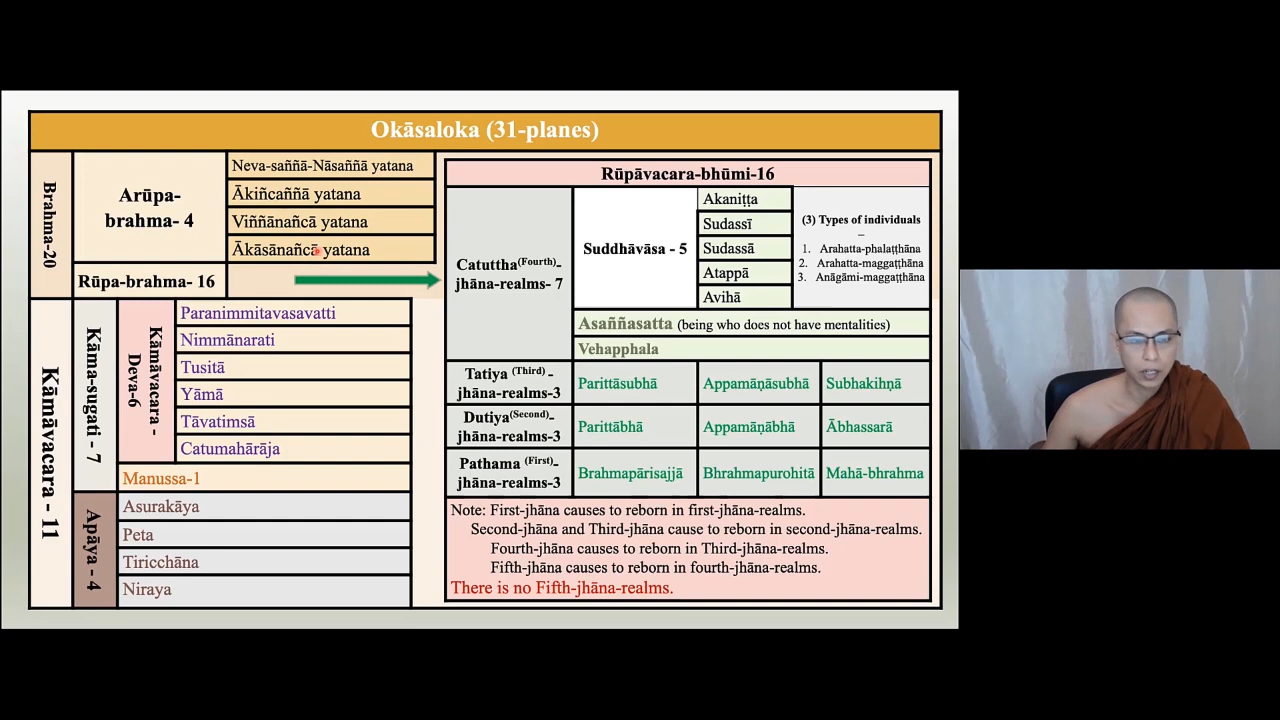 Okāsaloka (31-planes)
Brahma-20
Arūpa-
brahma- 4
Neva-saññā-Nāsaññā yatana
Ākiñcaññā yatana
Viññānañcā yatana
Ākāsānañcā yatana
Rūpa-brahma- 16
Kāmāvacara - 11
Kāma-sugati - 7
Kāmāvacara -
Deva-6
Paranimmitavasavatti
Nimmānarati
Tusitā
Yāmā
Tāvatimsā
Catumahārāja
Manussa-1
Apāya - 4
Asurakāya
Peta
Tiricchāna
Niraya
Rūpāvacara-bhūmi-16
Catuttha(Fourth)-
jhāna-realms- 7
Suddhāvāsa - 5
Akaniṭṭa
Sudassī
Sudassā
Atappā
Avihā
(3) Types of individuals
–
1. Arahatta-phalaṭṭhāna
2. Arahatta-maggaṭṭhāna
3. Anāgāmi-maggaṭṭhāna
Asaññasatta (being who does not have mentalities)
Vehapphala
Tatiya (Third) -
jhāna-realms-3
Parittāsubhā
Appamāṇāsubhā
Subhakihṇā
Dutiya(Second)-
jhāna-realms-3
Parittābhā
Appamāṇābhā
Ābhassarā
Pathama (First)-
jhāna-realms-3
Brahmapārisajjā
Bhrahmapurohitā
Mahā-bhrahma
Note: First-jhāna causes to reborn in first-jhāna-realms.
Second-jhāna and Third-jhāna cause to reborn in second-jhāna-realms.
Fourth-jhāna causes to reborn in Third-jhāna-realms.
Fifth-jhāna causes to reborn in fourth-jhāna-realms.
There is no Fifth-jhāna-realms.